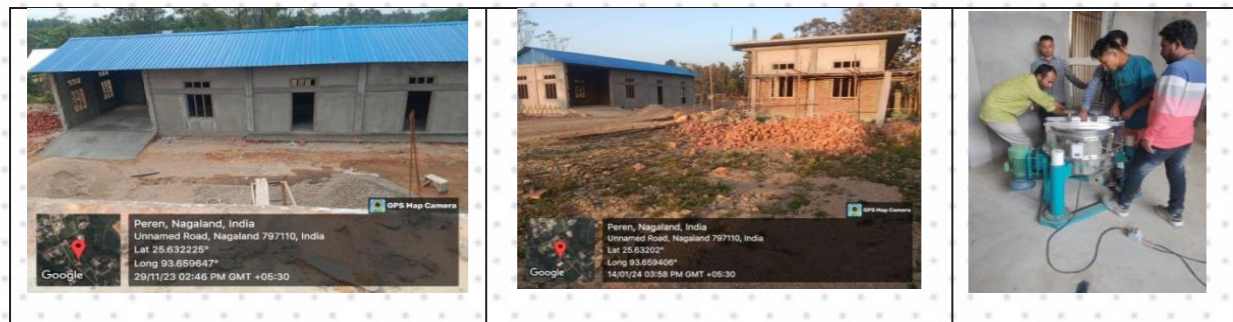 GPS Map Camera
Peren, Nagaland, India
Unnamed Road, Nagaland 797110, India
Lat 25.632225°
Long 93.659647°
29/11/23 02:46 PM GMT +05:30
Google
GPS Map Camera
Peren, Nagaland, India
Unnamed Road, Nagaland 797110, India
Lat 25.63202°
Long 93.659406°
14/01/24 03:58 PM GMT +05:30
Google